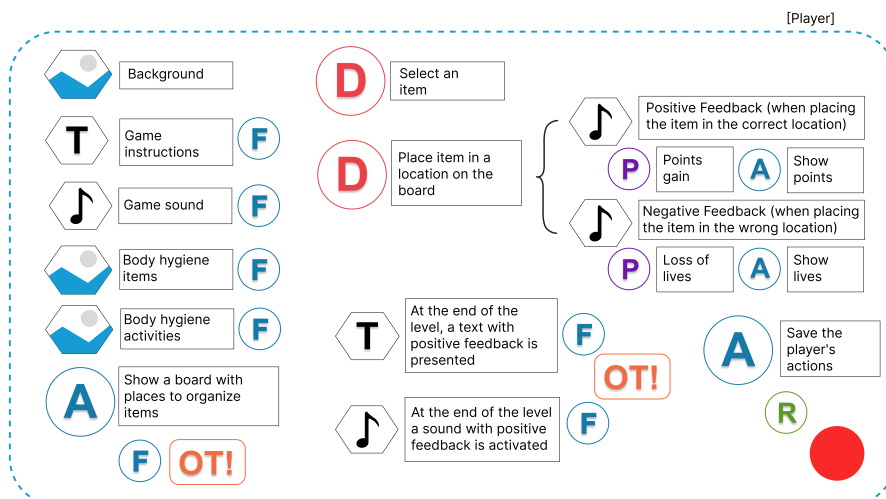 [Player]
Background
T
Game
instructions
F
Game sound
F
Body hygiene
items
F
Body hygiene
activities
F
A
Show a board with
places to organize
items
F
OT!
D
Select an
item
D
Place item in a
location on the
board
Positive Feedback (when placing
the item in the correct location)
P
Points
gain
A
Show
points
Negative Feedback (when placing
the item in the wrong location)
P
Loss of
lives
A
Show
lives
T
At the end of the
level, a text with
positive feedback is
presented
F
OT!
At the end of the level
a sound with positive
feedback is activated
F
A
Save the
player's
actions
R